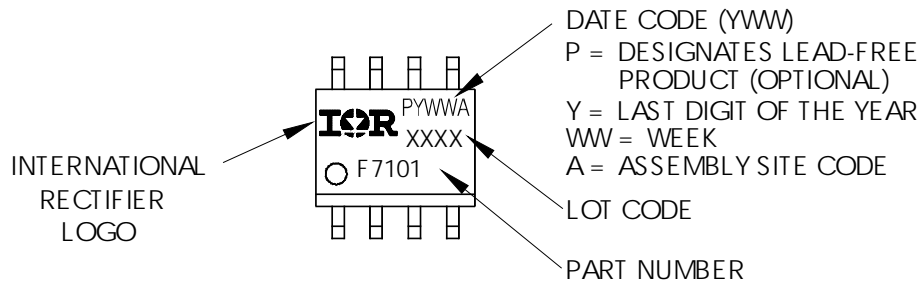 DATE CODE (YWW)
P = DESIGNATES LEAD-FREE
PRODUCT (OPTIONAL)
Y = LAST DIGIT OF THE YEAR
WW = WEEK
A = ASSEMBLY SITE CODE
LOT CODE
PART NUMBER
INTERNATIONAL
RECTIFIER
LOGO
IOR
PYWWA
XXXX
F7101